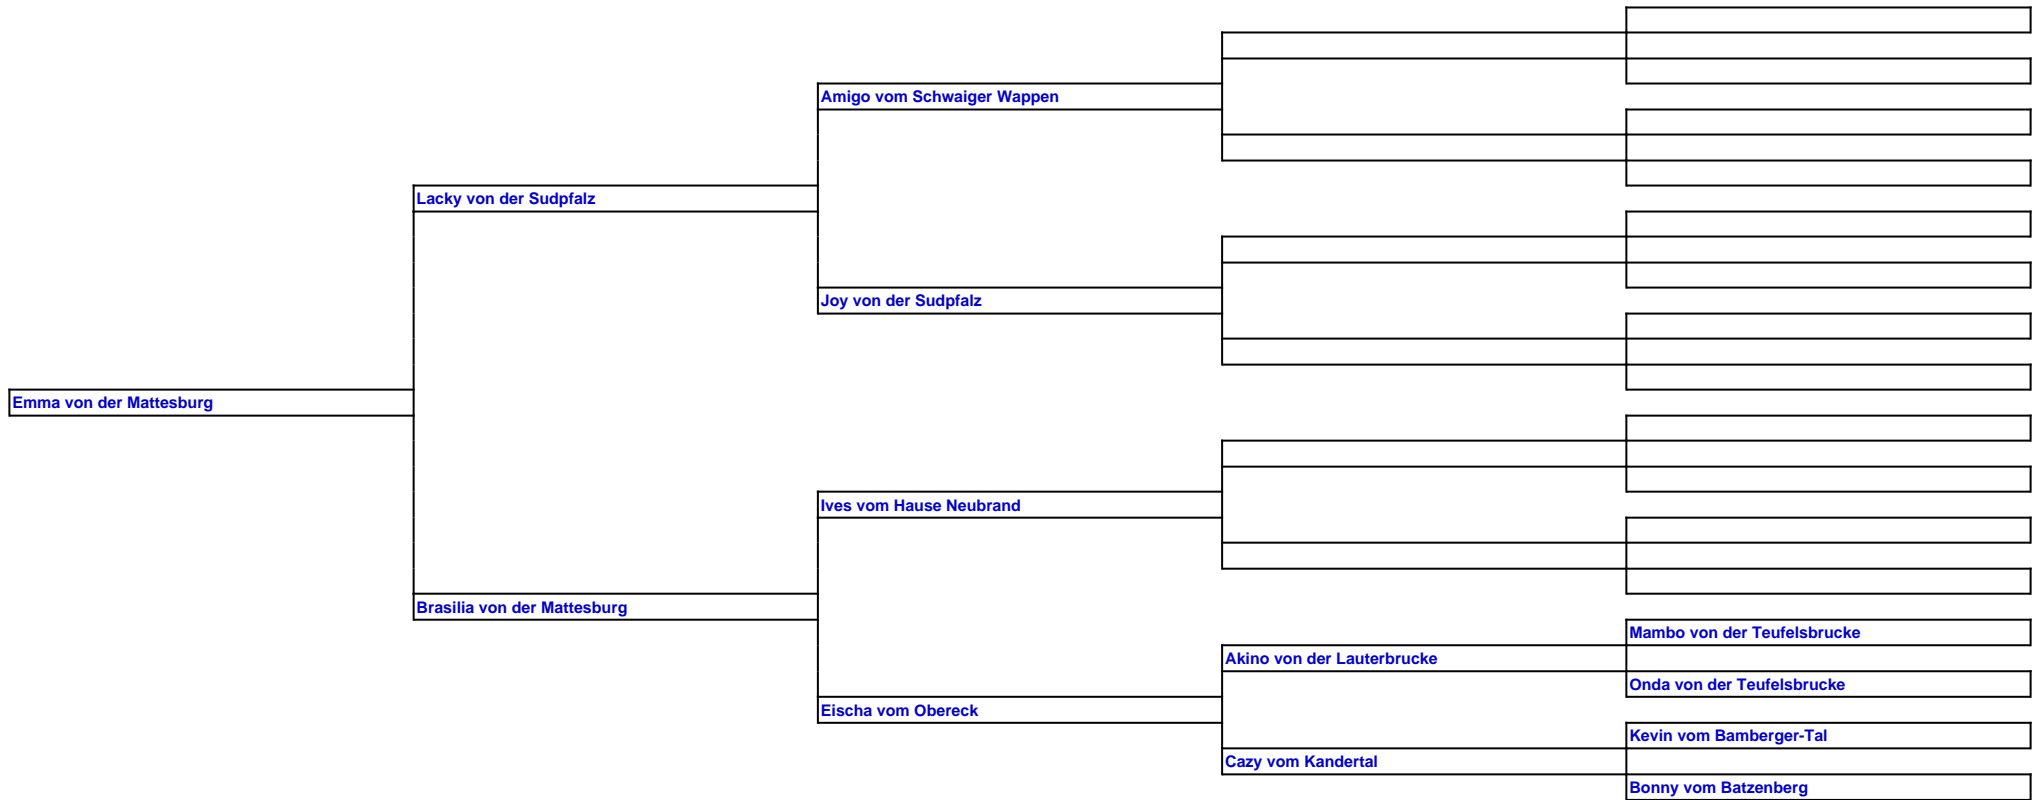 Amigo vom Schwaiger Wappen
Lacky von der Sudpfalz
Joy von der Sudpfalz
Emma von der Mattesburg
Ives vom Hause Neubrand
Brasilia von der Mattesburg
Mambo von der Teufelsbrucke
Akino von der Lauterbrucke
Onda von der Teufelsbrucke
Eischa vom Obereck
Kevin vom Bamberger-Tal
Cazy vom Kandertal
Bonny vom Batzenberg